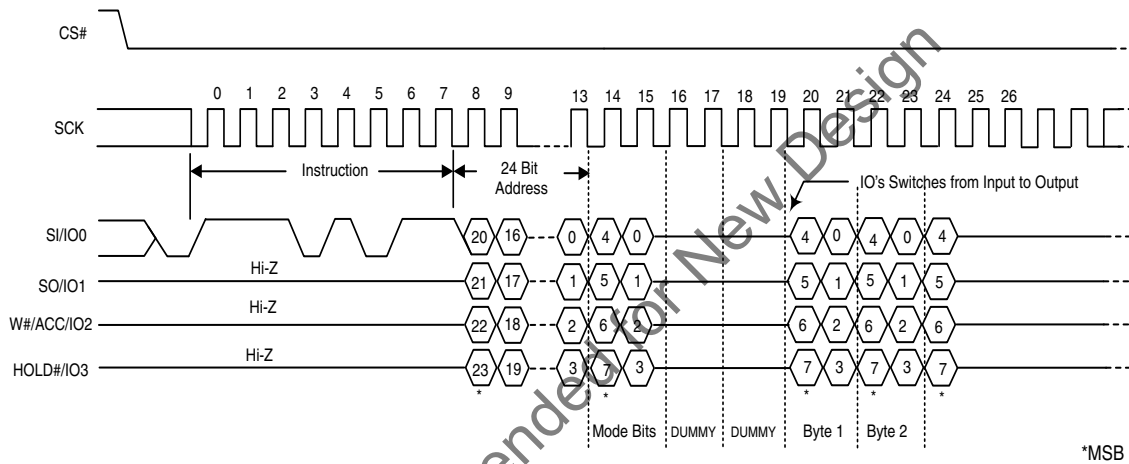 CS#
0 1 2 3 4 5 6 7 8 9 13 14 15 16 17 18 19 20 21 22 23 24 25 26
SCK
Instruction
24 Bit
Address
IO's Switches from Input to Output
SI/IO0 20 16 0 4 0 4 0 4 0 4
Hi-Z
SO/IO1 21 17 1 5 1 5 1 5 1 5
Hi-Z
W#/ACC/IO2 22 18 2 6 2 6 2 6 2 6
Hi-Z
HOLD#/IO3 23 19 3 7 3 7 3 7 3 7
* * * * *
Mode Bits DUMMY DUMMY Byte 1 Byte 2
*MSB
ended for New Design